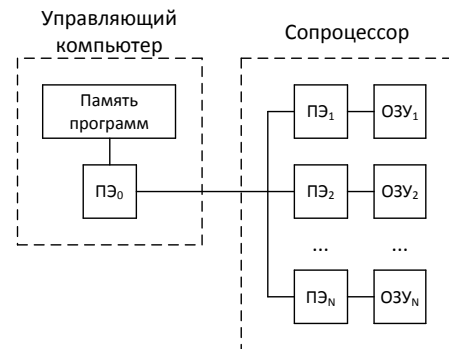 Управляющий
компьютер
Сопроцессор
Память
программ
ПЭ₁
ОЗУ₁
ПЭ₀
ПЭ₂
ОЗУ₂
...
...
ПЭN
ОЗУN